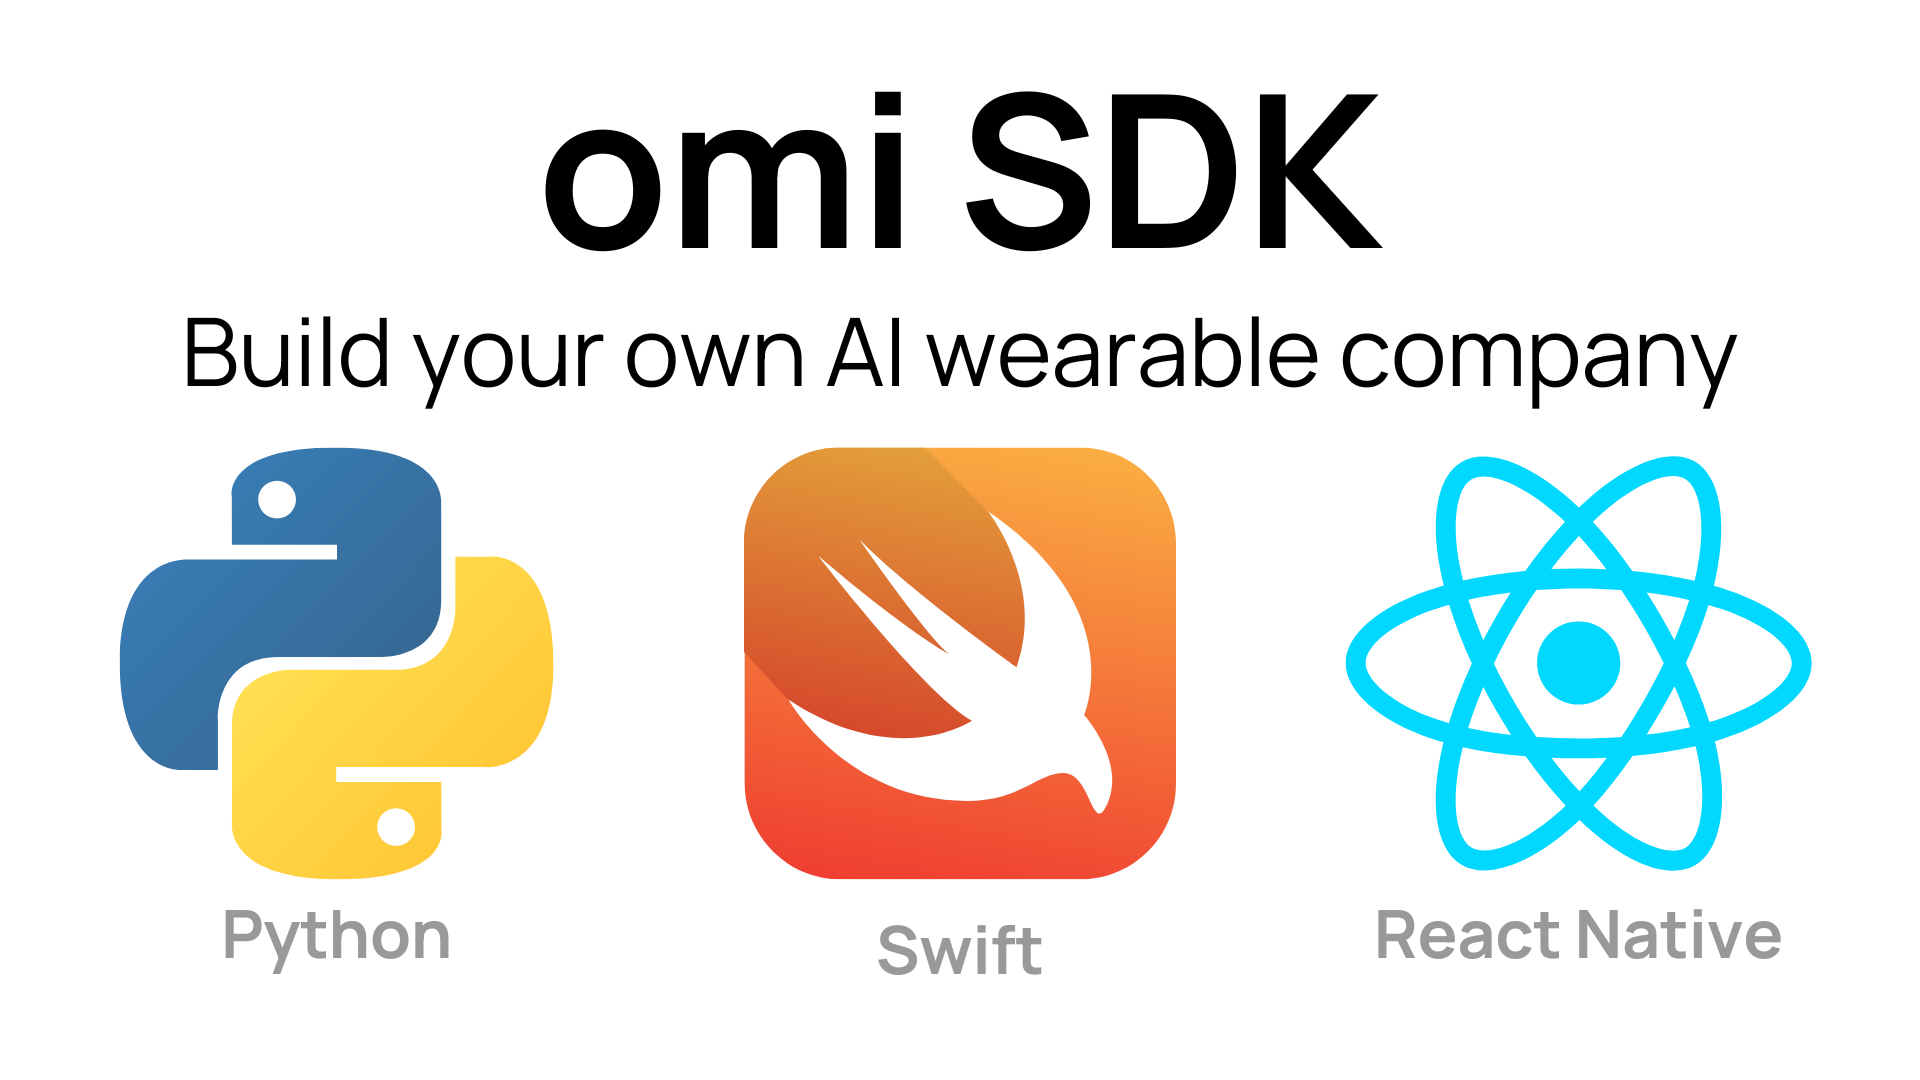 omi SDK
Build your own AI wearable company
Python
Swift
React Native